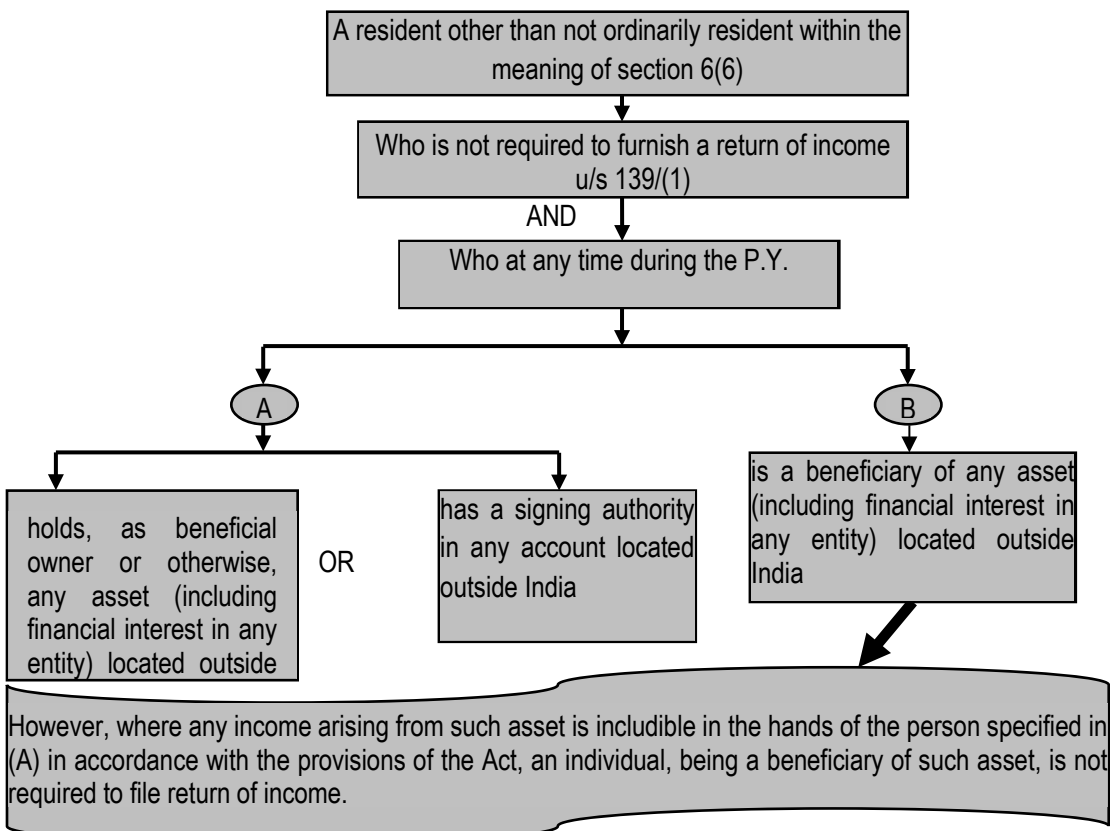 A resident other than not ordinarily resident within the
meaning of section 6(6)
Who is not required to furnish a return of income
u/s 139/(1)
AND
Who at any time during the P.Y.
A
B
holds, as beneficial
owner or otherwise,
any asset (including
financial interest in any
entity) located outside
OR
has a signing authority
in any account located
outside India
is a beneficiary of any asset
(including financial interest in
any entity) located outside
India
However, where any income arising from such asset is includible in the hands of the person specified in
(A) in accordance with the provisions of the Act, an individual, being a beneficiary of such asset, is not
required to file return of income.